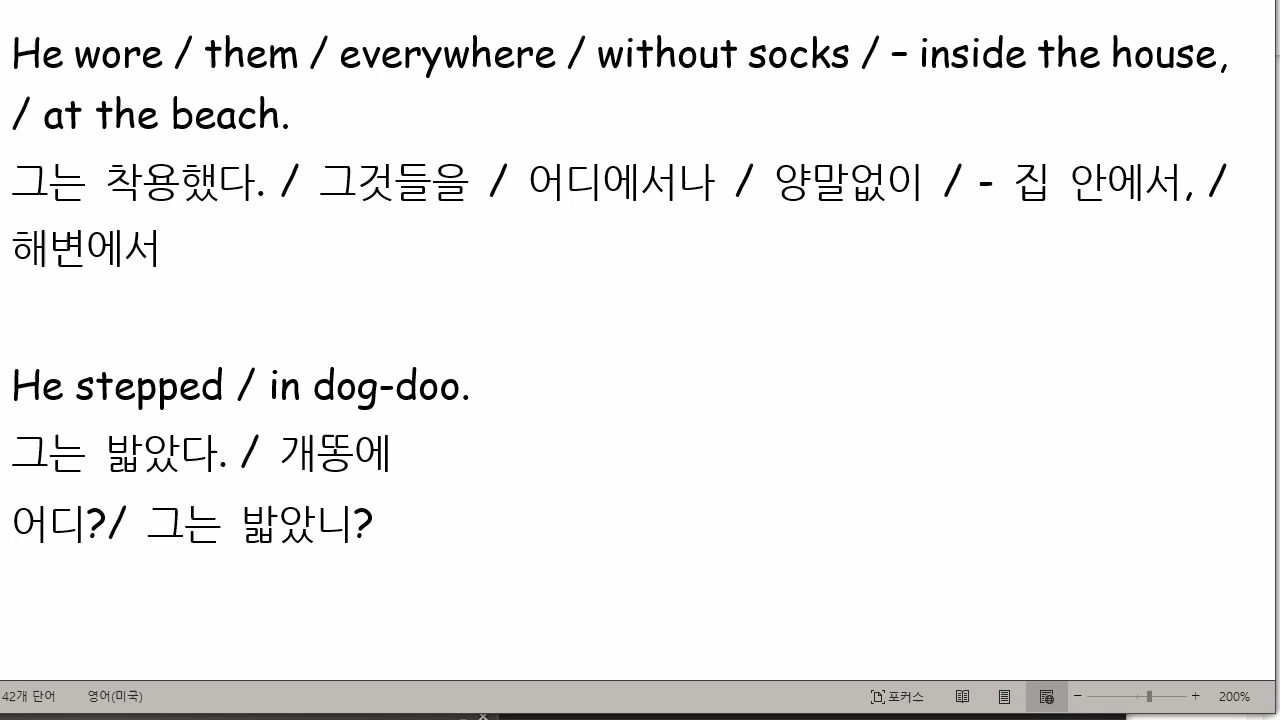 He wore / them / everywhere / without socks / – inside the house,
/ at the beach.
그는 착용했다. / 그것들을 / 어디에서나 / 양말없이 / - 집 안에서, /
해변에서
He stepped / in dog-doo.
그는 밟았다. / 개똥에
어디?/ 그는 밟았니?
42개 단어 영어(미국) 포커스 − + 200%